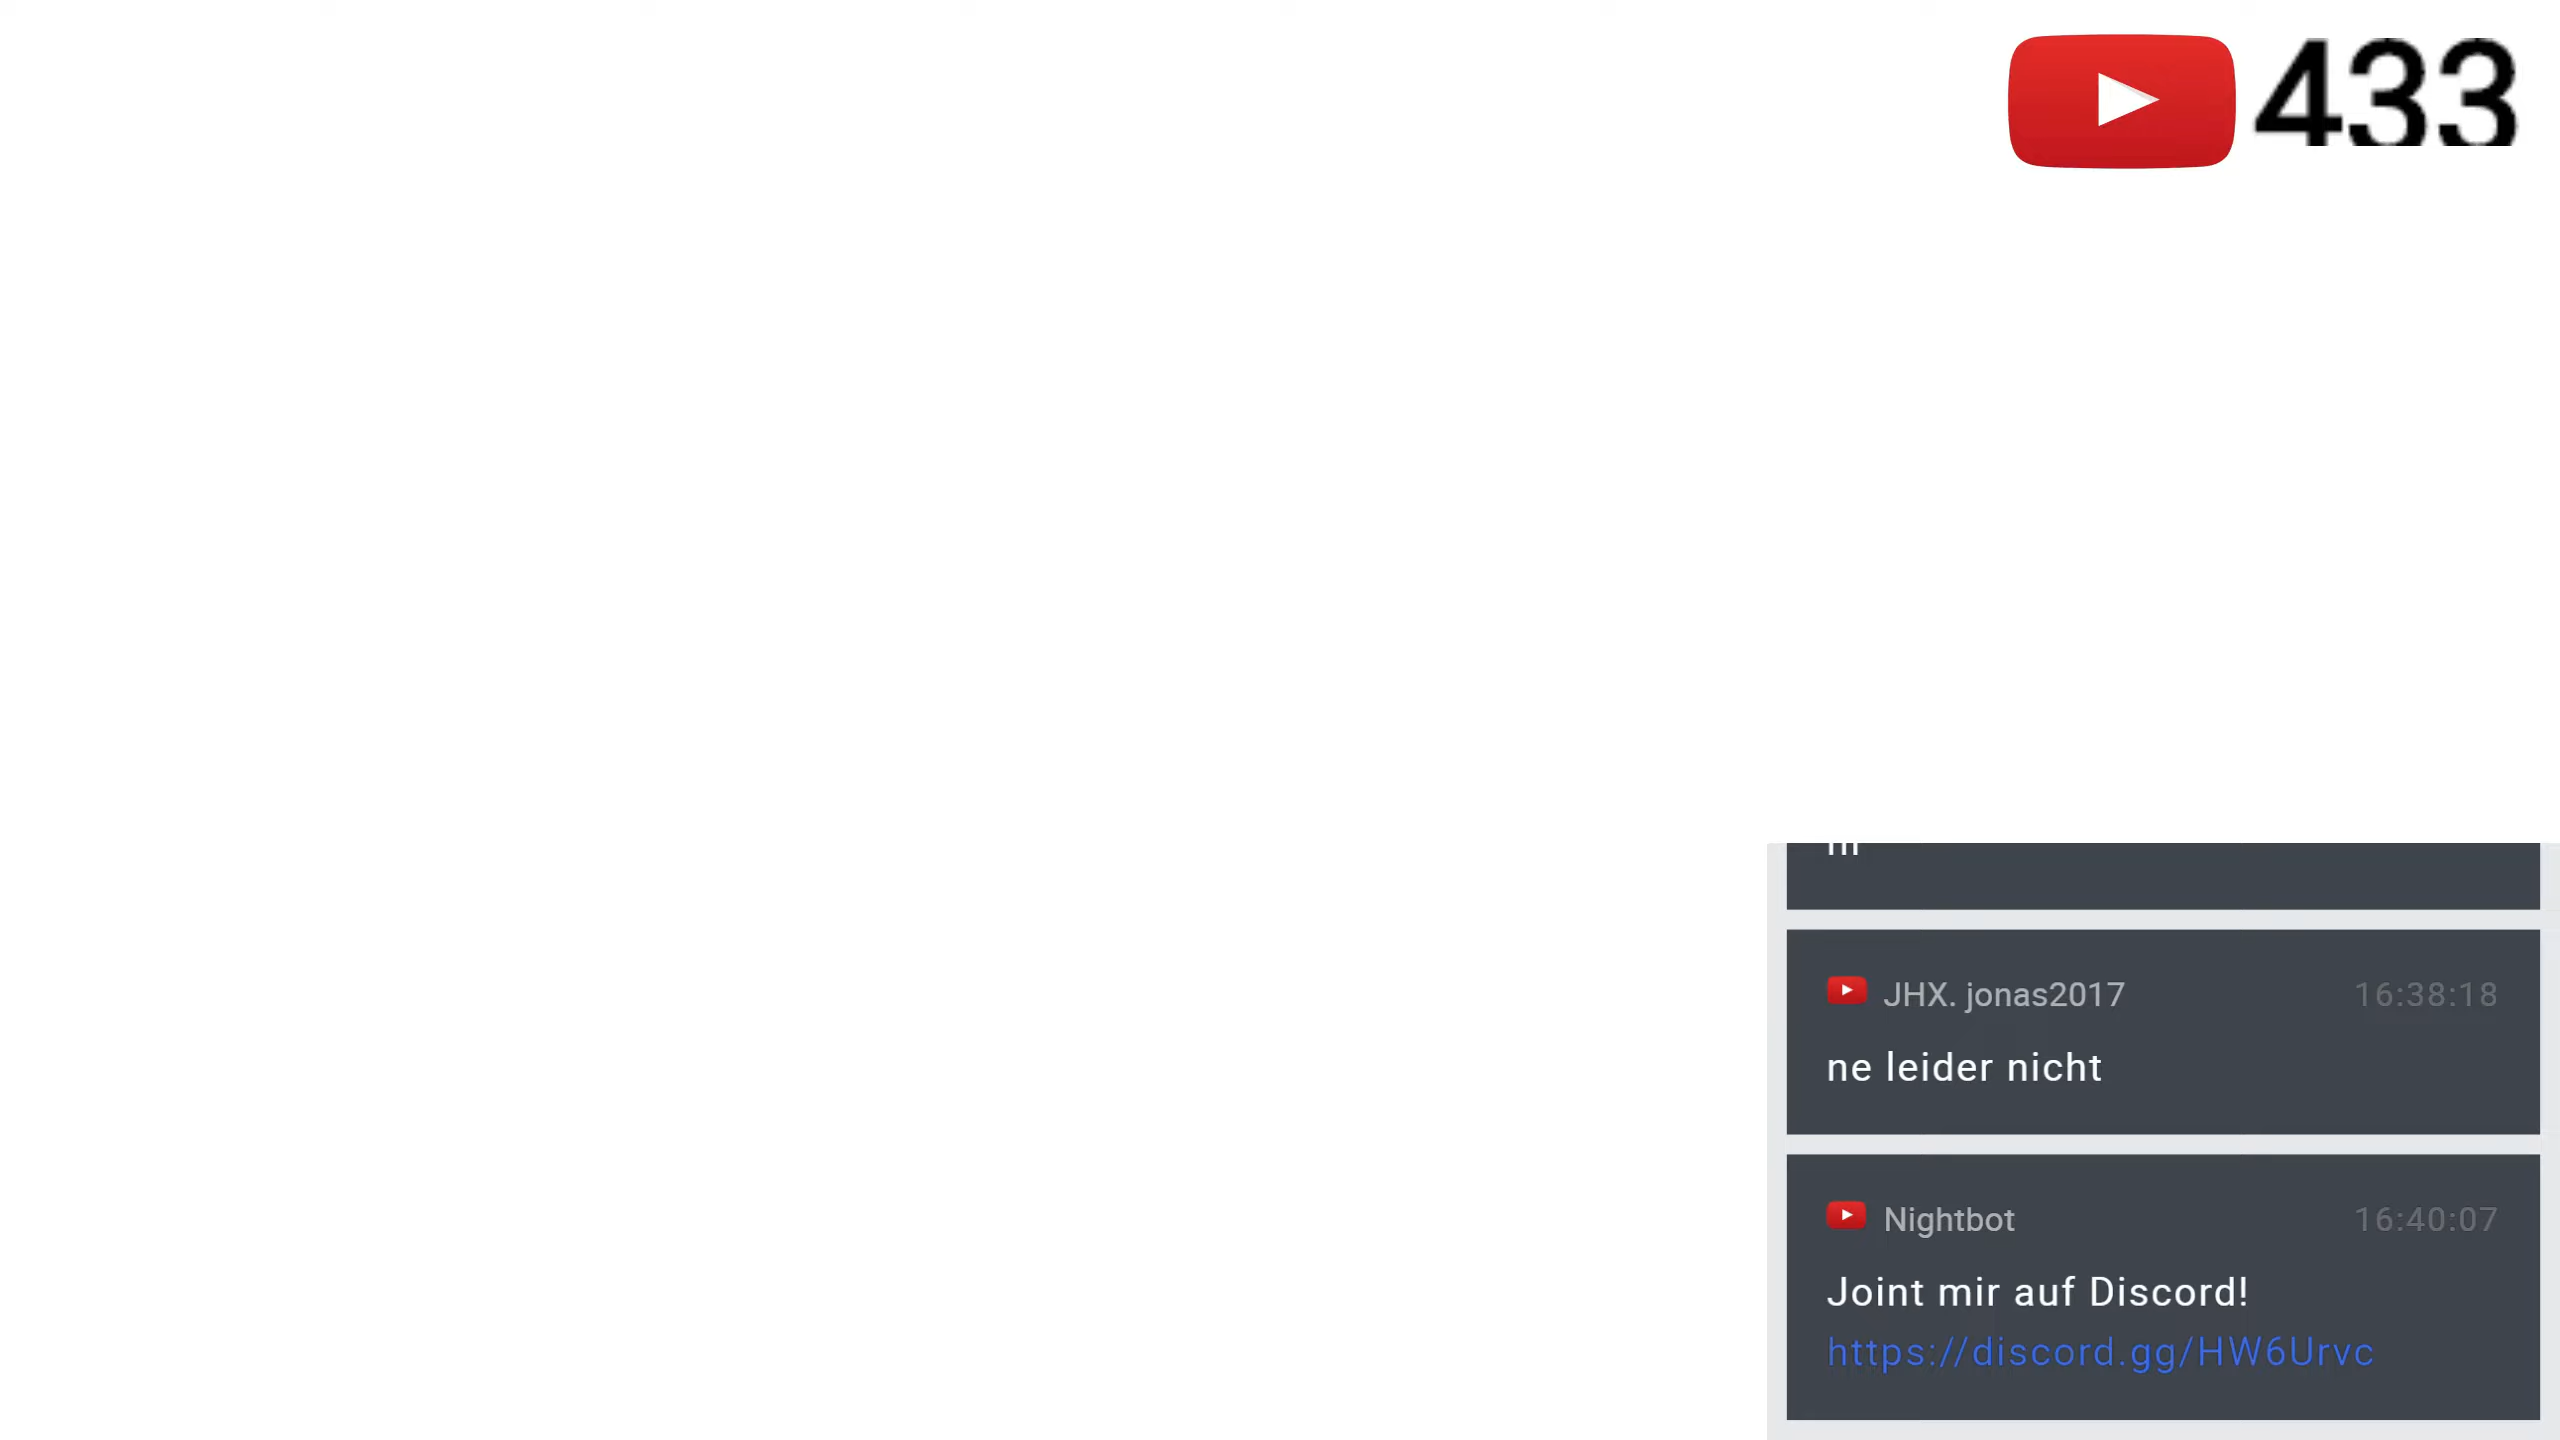 433
JHX. jonas2017 16:38:18
ne leider nicht
Nightbot 16:40:07
Joint mir auf Discord!
https://discord.gg/HW6Urvc